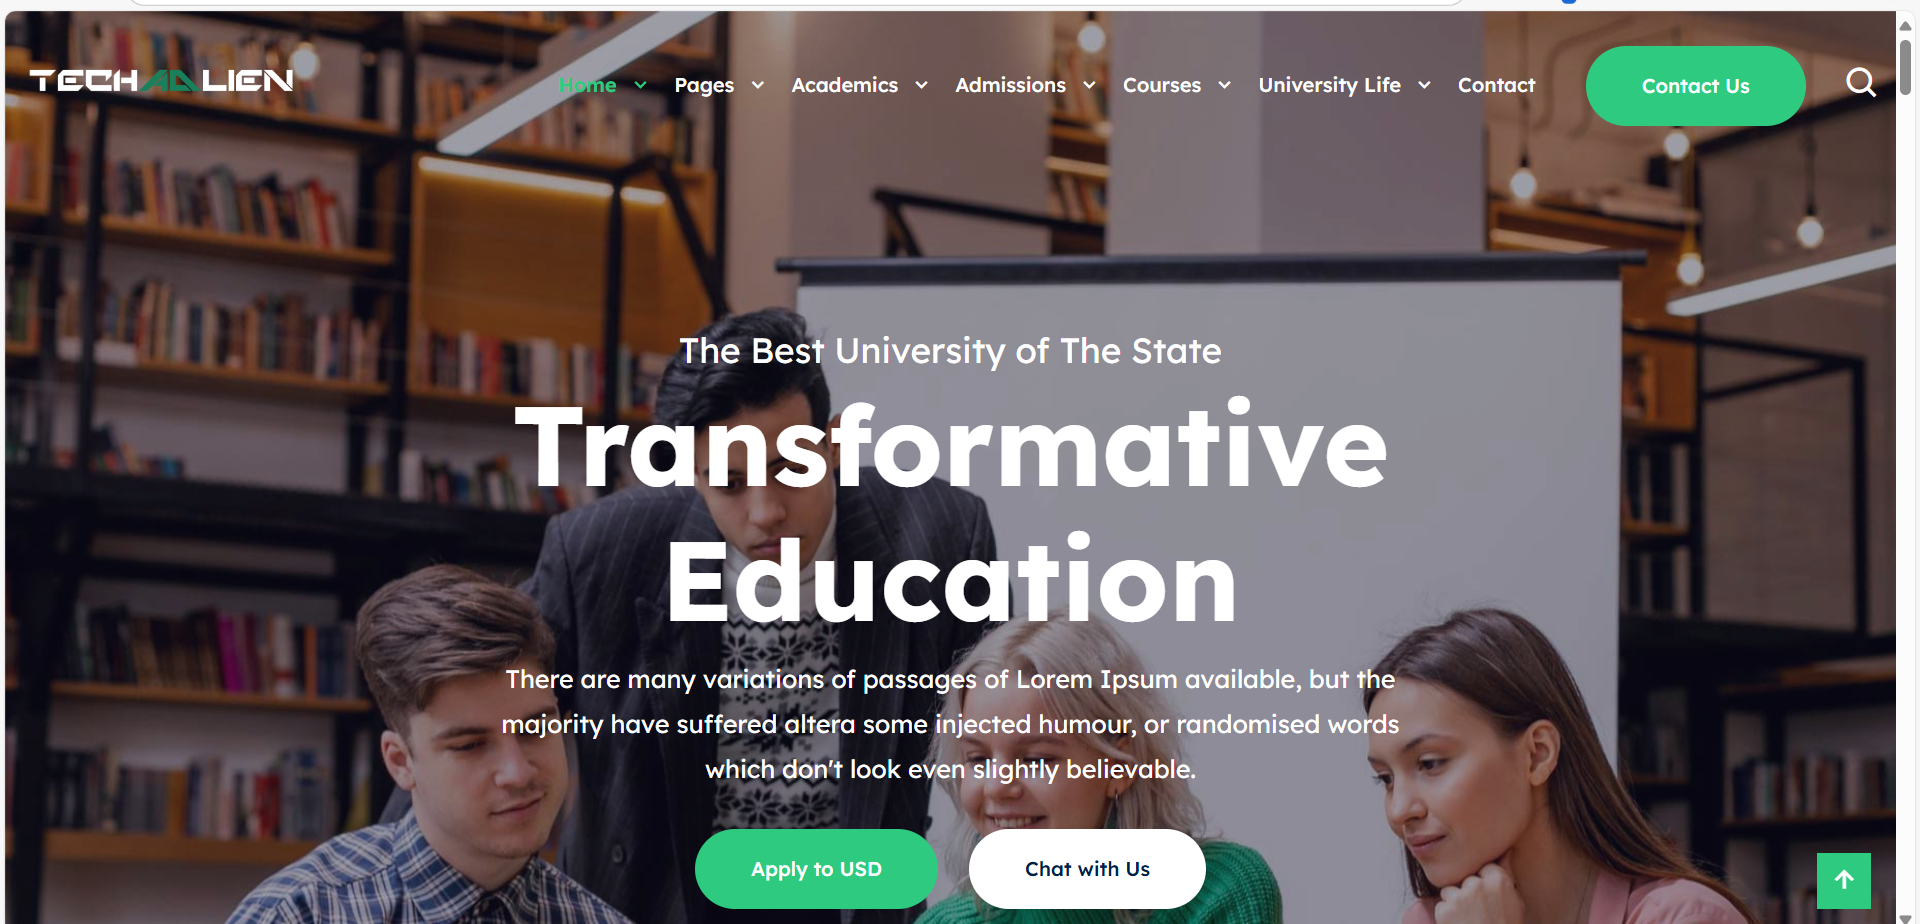 TECHALIEN
Home Pages Academics Admissions Courses University Life Contact Contact Us
The Best University of The State
Transformative
Education
There are many variations of passages of Lorem Ipsum available, but the
majority have suffered altera some injected humour, or randomised words
which don't look even slightly believable.
Apply to USD Chat with Us